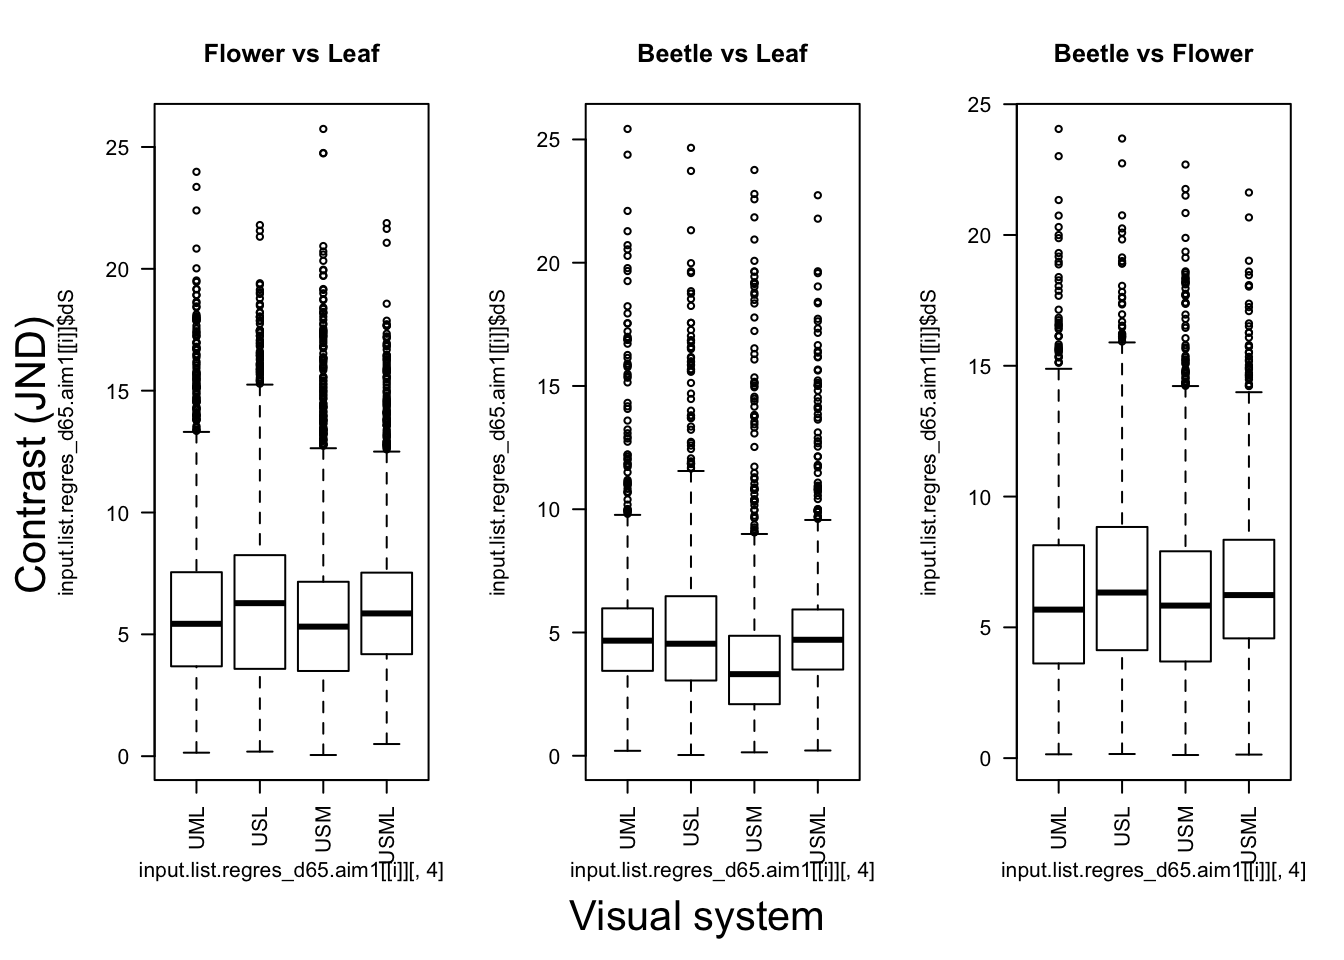 Flower vs Leaf
Beetle vs Leaf
Beetle vs Flower
Contrast (JND)
input.list.regres_d65.aim1[[i]]$dS
25
20
15
10
5
0
UML
USL
USM
USML
input.list.regres_d65.aim1[[i]][, 4]
input.list.regres_d65.aim1[[i]]$dS
25
20
15
10
5
0
UML
USL
USM
USML
input.list.regres_d65.aim1[[i]][, 4]
input.list.regres_d65.aim1[[i]]$dS
25
20
15
10
5
0
UML
USL
USM
USML
input.list.regres_d65.aim1[[i]][, 4]
Visual system